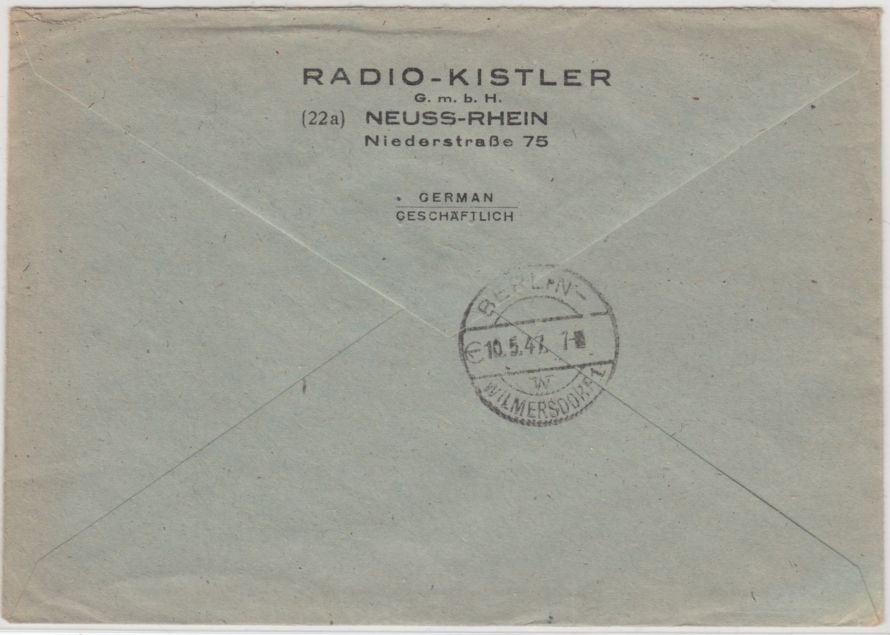 RADIO-KISTLER
G. m. b. H.
(22a) NEUSS-RHEIN
Niederstraße 75
GERMAN
GESCHÄFTLICH
BERLIN-
10.5.47. 7-
w
WILMERSDORF 1